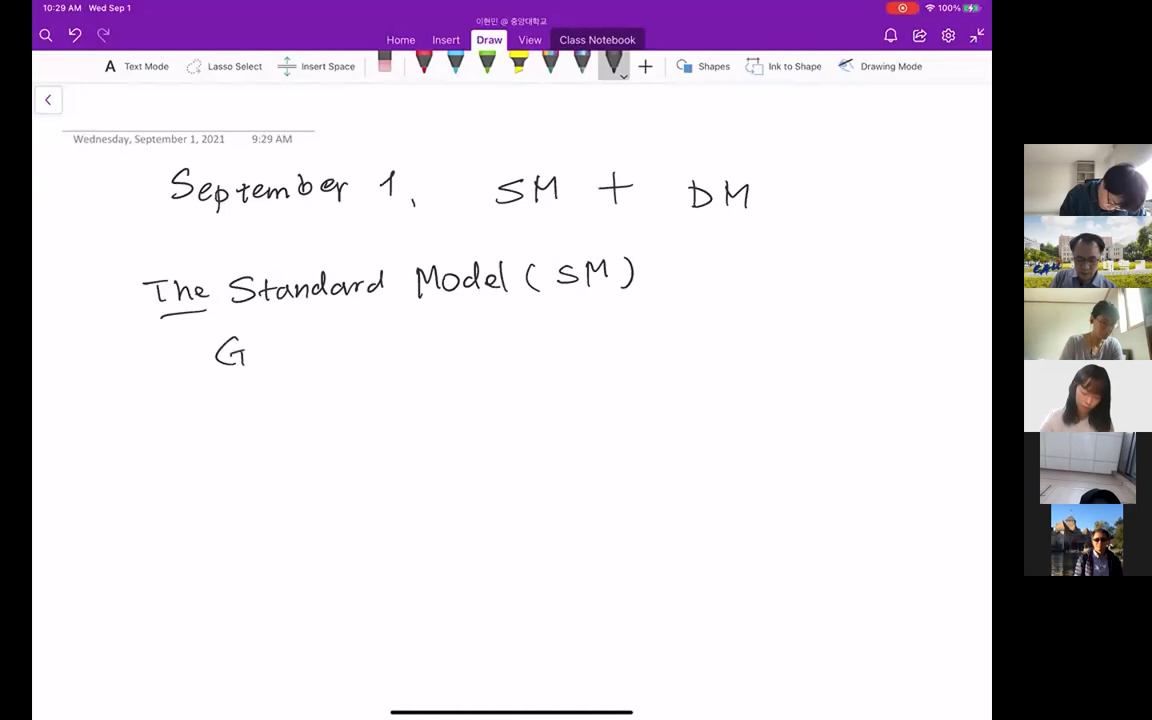 10:29 AM Wed Sep 1
100%
이현민 @ 중앙대학교
Home Insert Draw View Class Notebook
A Text Mode Lasso Select Insert Space Shapes Ink to Shape Drawing Mode
Wednesday, September 1, 2021 9:29 AM
September 1, SM + DM
The Standard Model (SM)
G